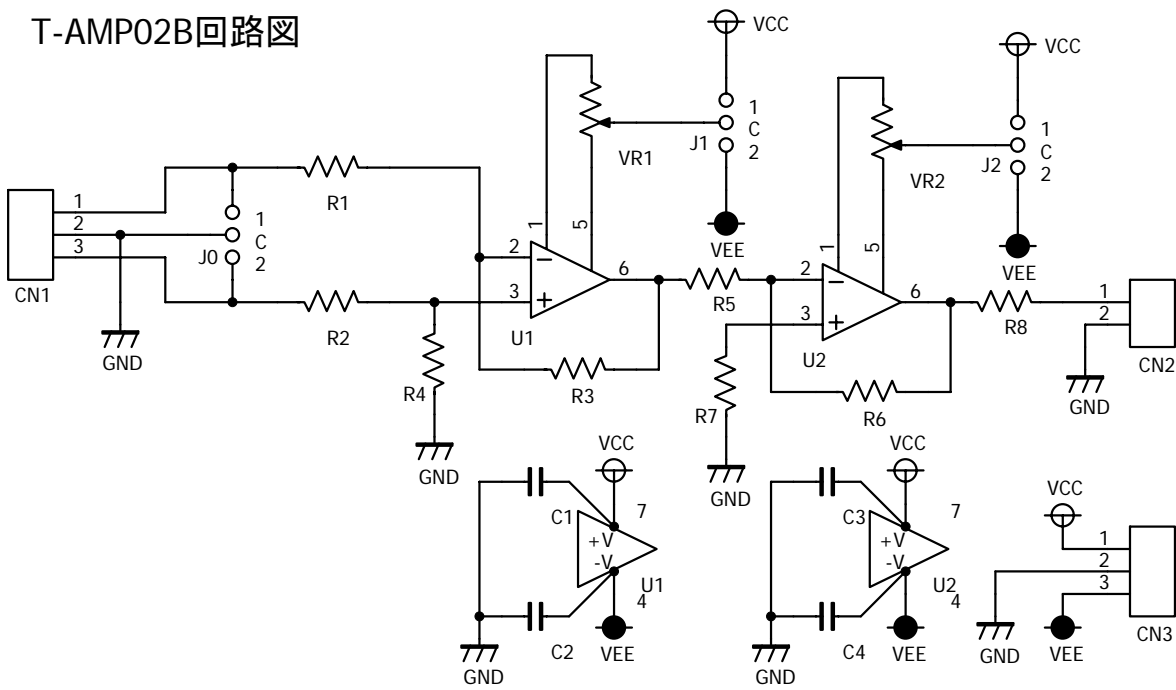 T-AMP02B回路図
VCC
VCC
1
C
2
J1
VR1
1
C
2
J2
VR2
R1
1
2
3
CN1
1
C
2
J0
1
5
VEE
1
5
VEE
2
3
6
U1
R5
2
3
6
U2
R8
1
2
CN2
GND
R2
R4
R3
R7
R6
GND
GND
GND
VCC
C1
7
+V
-V
U1
4
C2
VEE
GND
VCC
C3
7
+V
-V
U2
4
C4
VEE
GND
VCC
1
2
3
CN3
GND
VEE